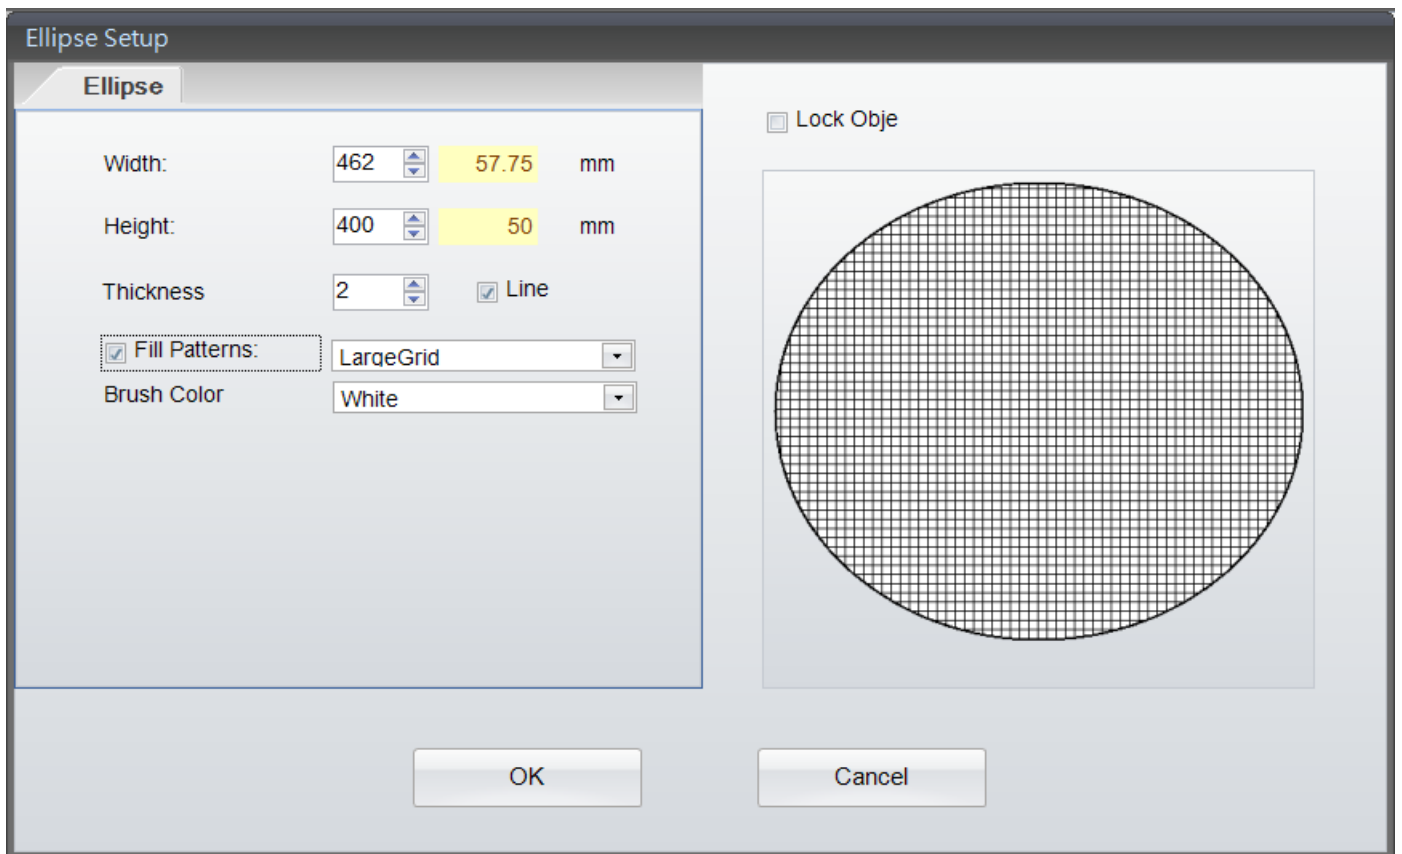 Ellipse Setup
Ellipse
Lock Obje
Width: 462 57.75 mm
Height: 400 50 mm
Thickness 2 Line
Fill Patterns: LargeGrid
Brush Color White
OK Cancel